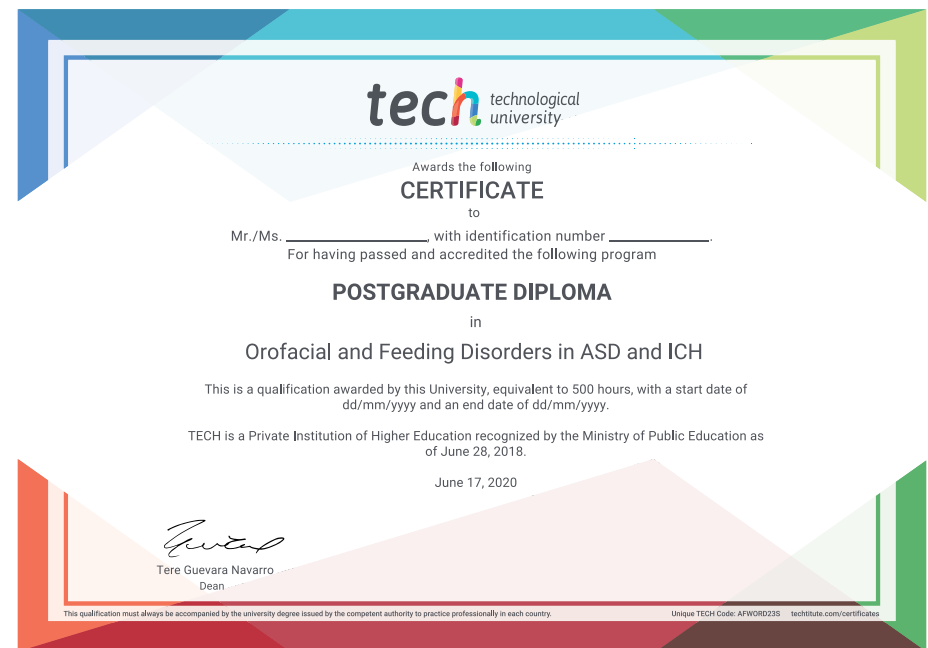 tech technological
university
Awards the following
CERTIFICATE
to
Mr./Ms. ____________________, with identification number ______________.
For having passed and accredited the following program
POSTGRADUATE DIPLOMA
in
Orofacial and Feeding Disorders in ASD and ICH
This is a qualification awarded by this University, equivalent to 500 hours, with a start date of
dd/mm/yyyy and an end date of dd/mm/yyyy.
TECH is a Private Institution of Higher Education recognized by the Ministry of Public Education as
of June 28, 2018.
June 17, 2020
Tere Guevara Navarro
Dean
This qualification must always be accompanied by the university degree issued by the competent authority to practice professionally in each country. Unique TECH Code: AFWORD23S techtitute.com/certificates